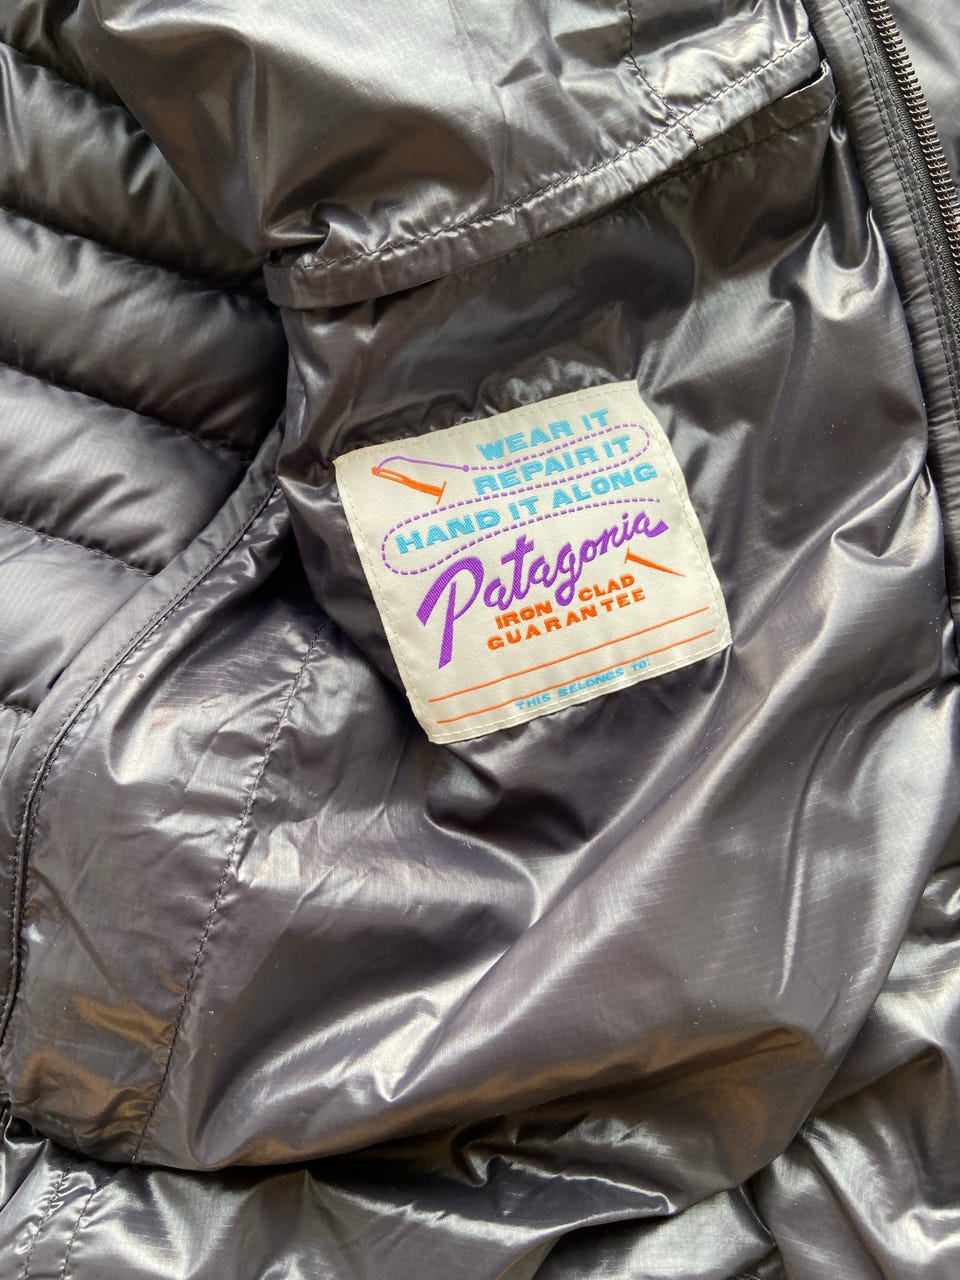 WEAR IT
REPAIR IT
HAND IT ALONG
Patagonia
IRON CLAD
GUARANTEE
THIS BELONGS TO: